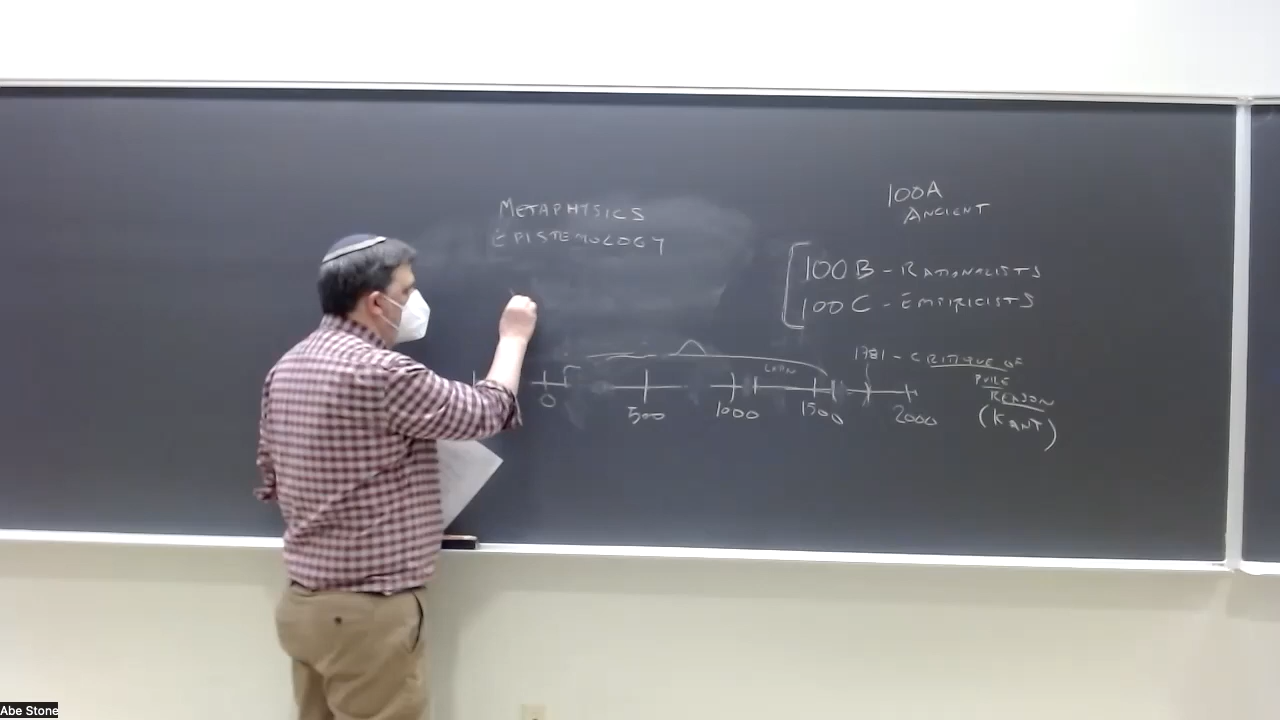 METAPHYSICS
EPISTEMOLOGY
100A
ANCIENT
100B - RATIONALISTS
100C - EMPIRICISTS
1781 - CRITIQUE OF
PURE
REASON
(KANT)
0
500
1000
1500
2000
Abe Stone